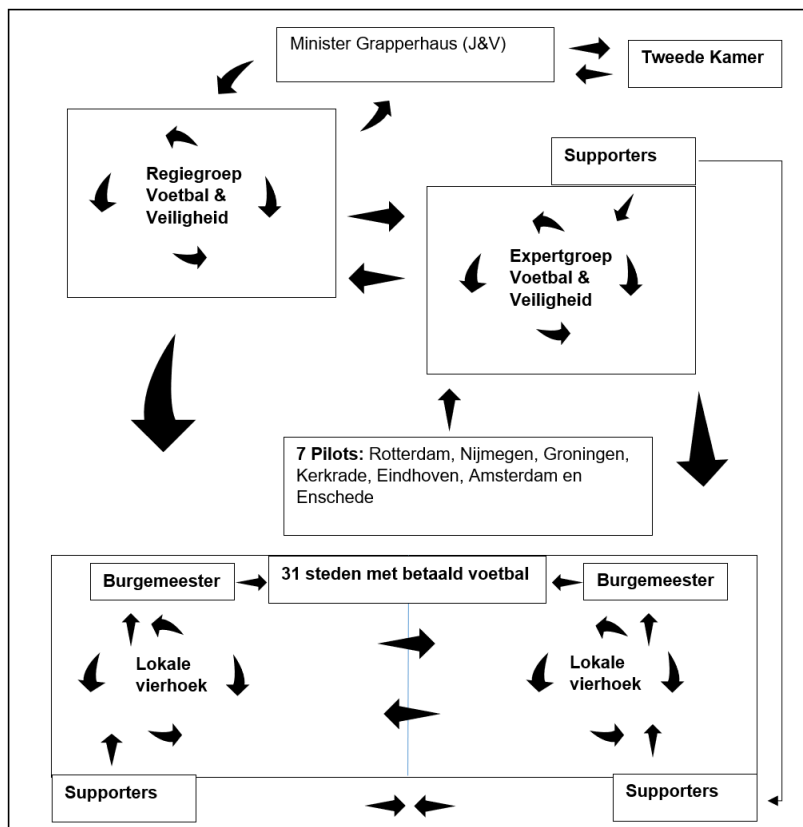 Minister Grapperhaus (J&V)
Tweede Kamer
Regiegroep
Voetbal &
Veiligheid
Supporters
Expertgroep
Voetbal &
Veiligheid
7 Pilots: Rotterdam, Nijmegen, Groningen,
Kerkrade, Eindhoven, Amsterdam en
Enschede
31 steden met betaald voetbal
Burgemeester
Burgemeester
Lokale
vierhoek
Lokale
vierhoek
Supporters
Supporters